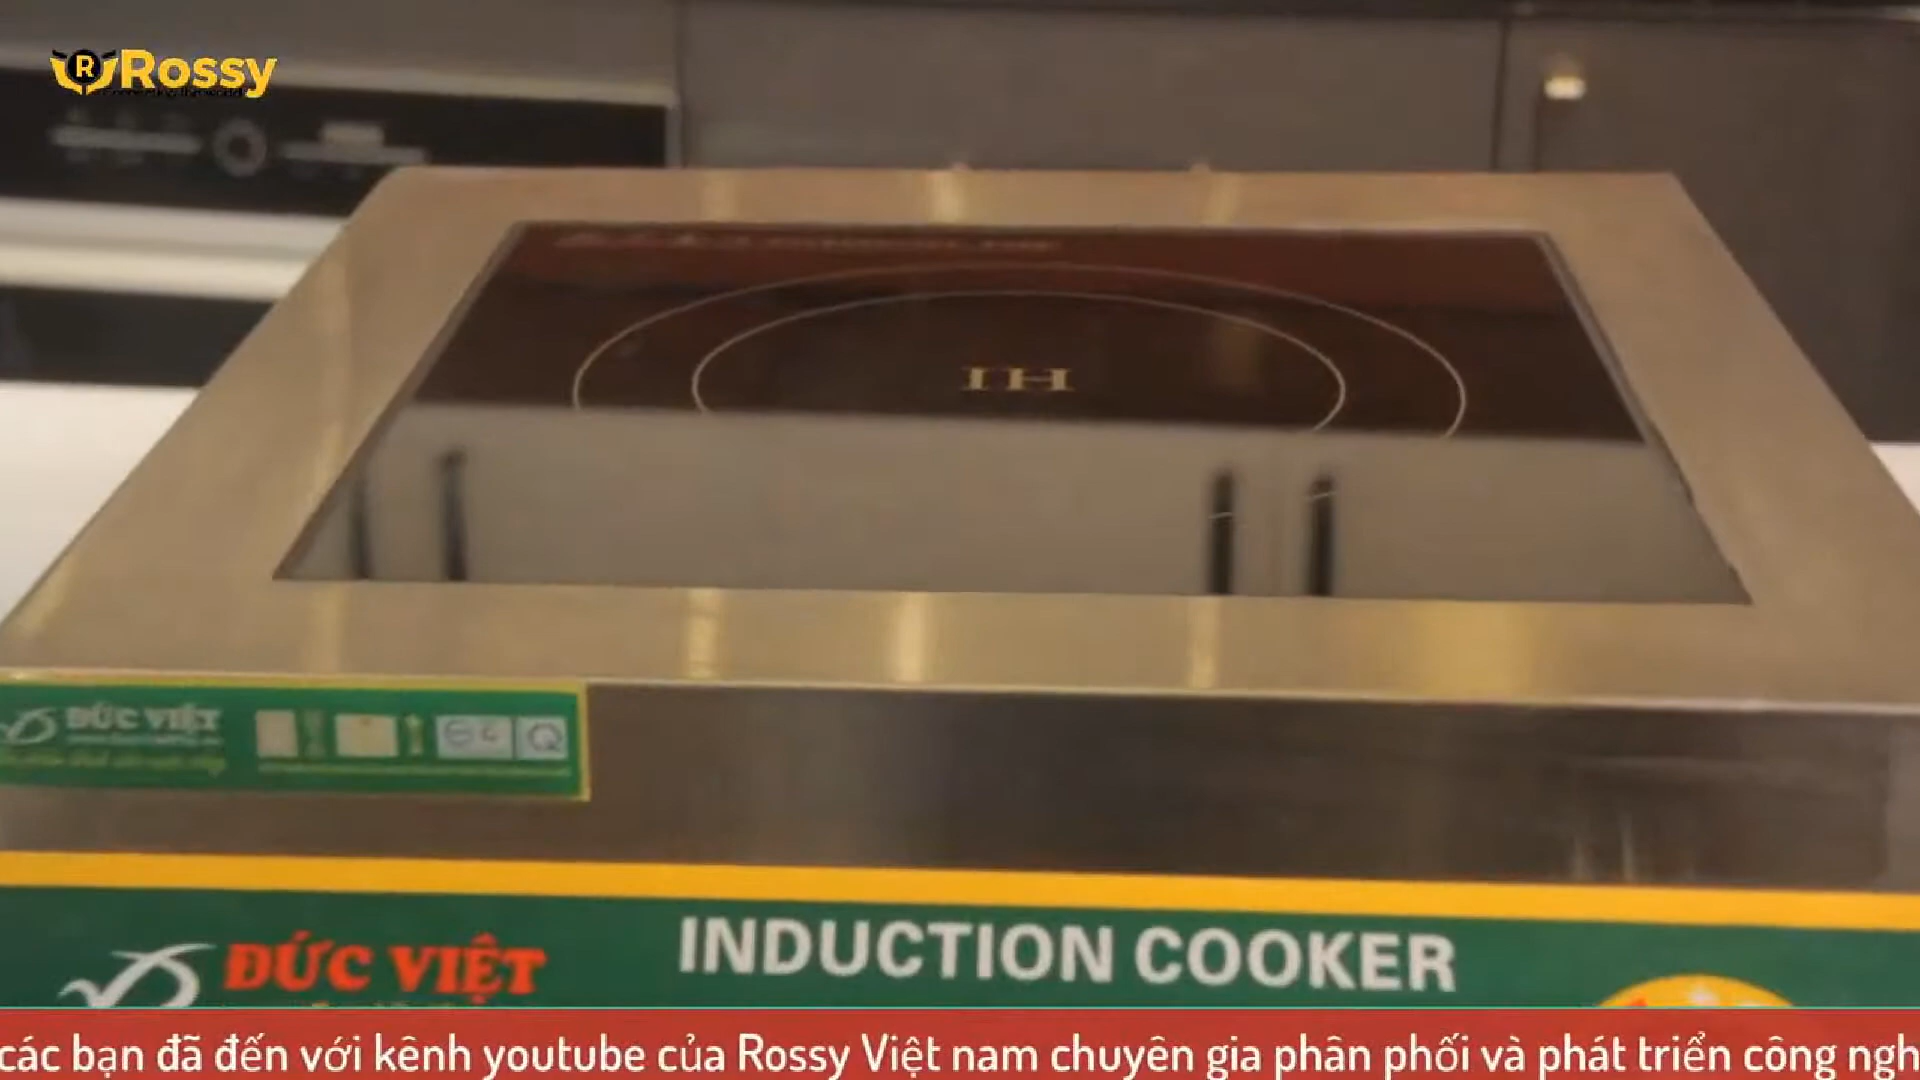 R Rossy
IH
ĐỨC VIỆT
ĐỨC VIỆT
INDUCTION COOKER
các bạn đã đến với kênh youtube của Rossy Việt nam chuyên gia phân phối và phát triển công ngh